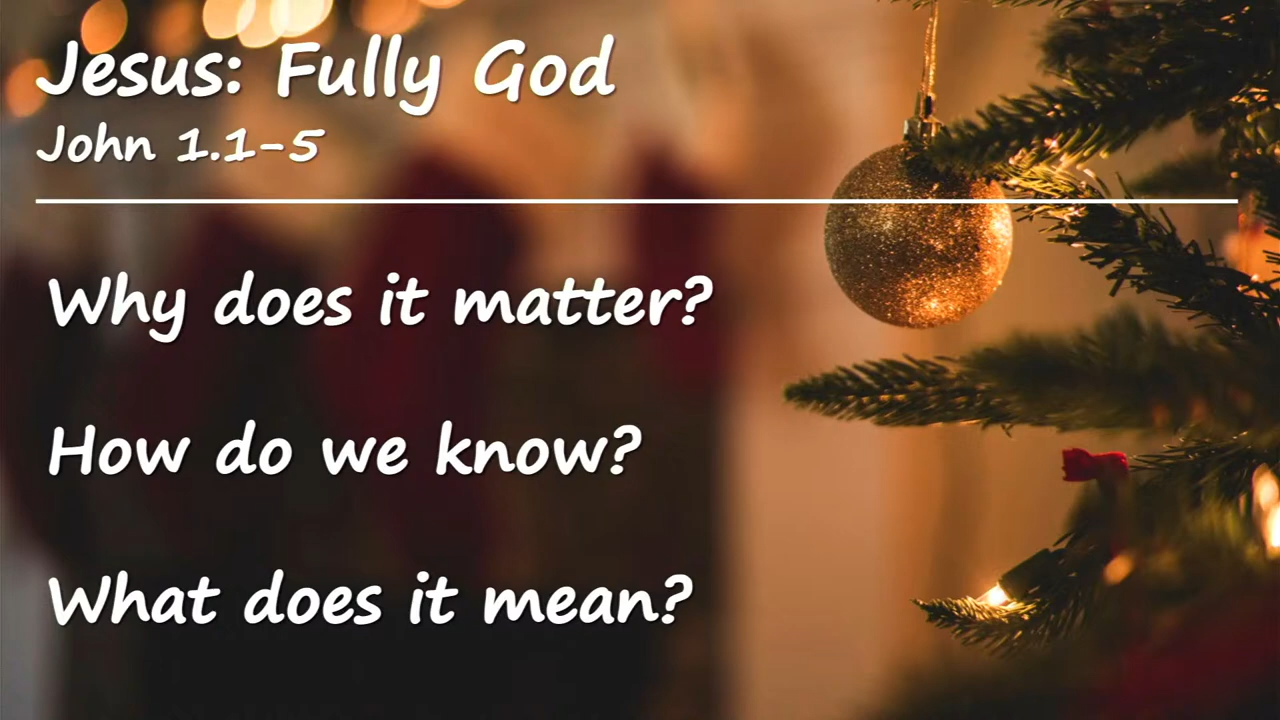 Jesus: Fully God
John 1.1-5
Why does it matter?
How do we know?
What does it mean?